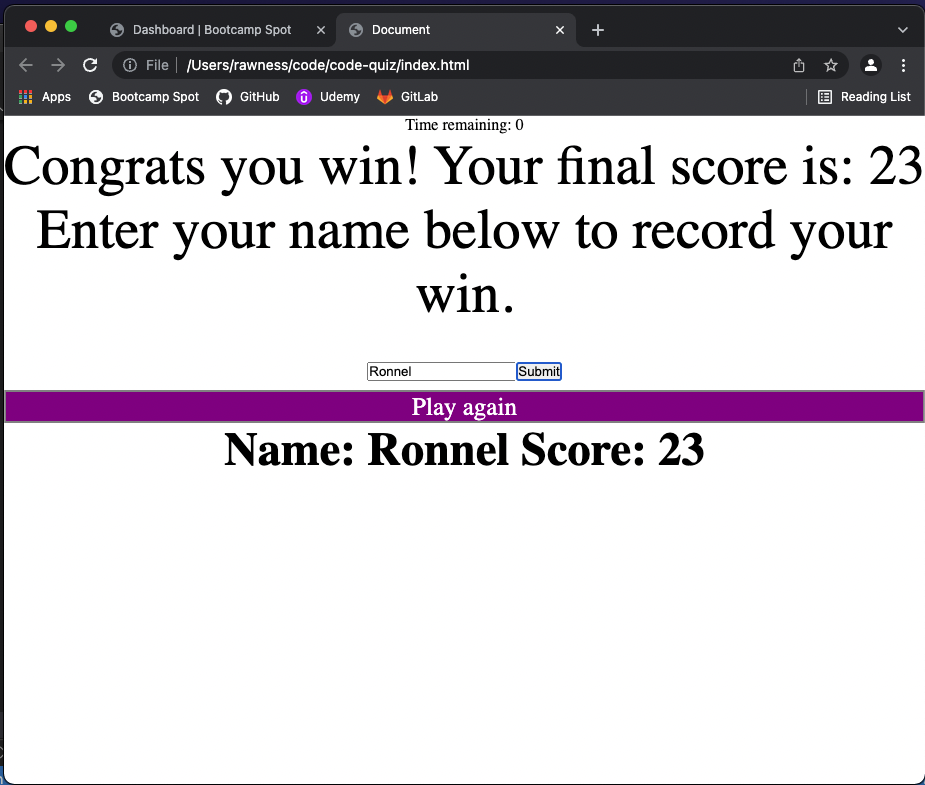 Dashboard | Bootcamp Spot
Document
File
/Users/rawness/code/code-quiz/index.html
Apps
Bootcamp Spot
GitHub
Udemy
GitLab
Reading List
Time remaining: 0
Congrats you win! Your final score is: 23
Enter your name below to record your
win.
Ronnel Submit
Play again
Name: Ronnel Score: 23